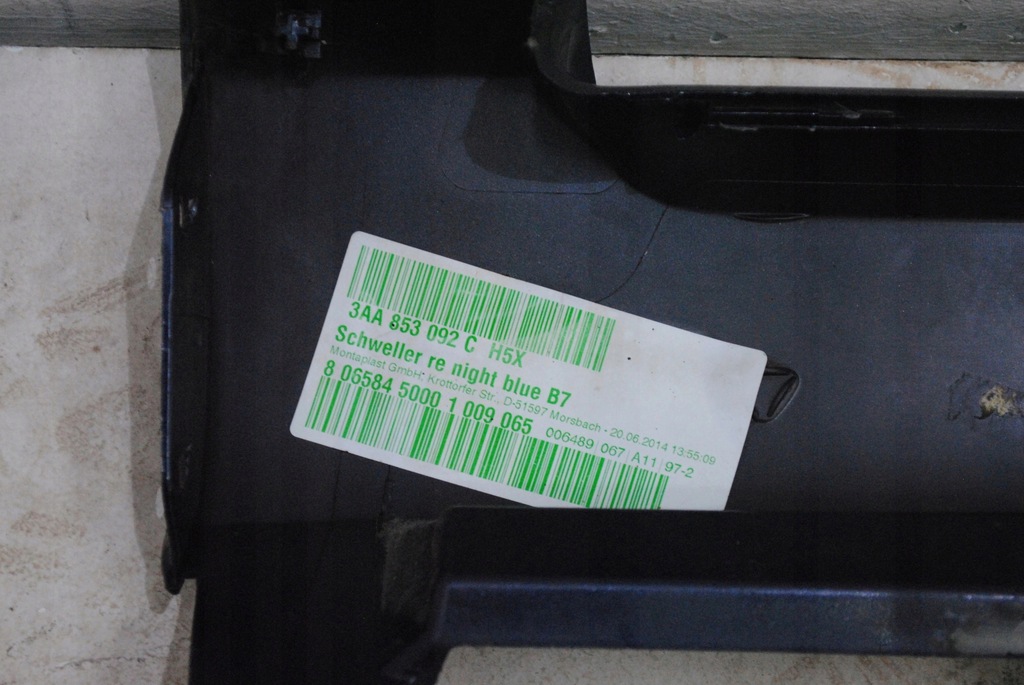 3AA 853 092 C H5X
Schweller re night blue B7
Montaplast GmbH, Krottorfer Str., D-51597 Morsbach - 20.06.2014 13:55:09
8 06584 5000 1 009 065 006489 067 A11 97-2